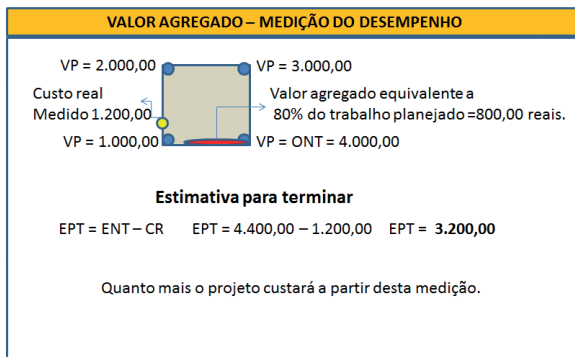 VALOR AGREGADO – MEDIÇÃO DO DESEMPENHO
VP = 2.000,00
VP = 3.000,00
Custo real
Medido 1.200,00
Valor agregado equivalente a
80% do trabalho planejado =800,00 reais.
VP = 1.000,00
VP = ONT = 4.000,00
Estimativa para terminar
EPT = ENT – CR EPT = 4.400,00 – 1.200,00 EPT = 3.200,00
Quanto mais o projeto custará a partir desta medição.